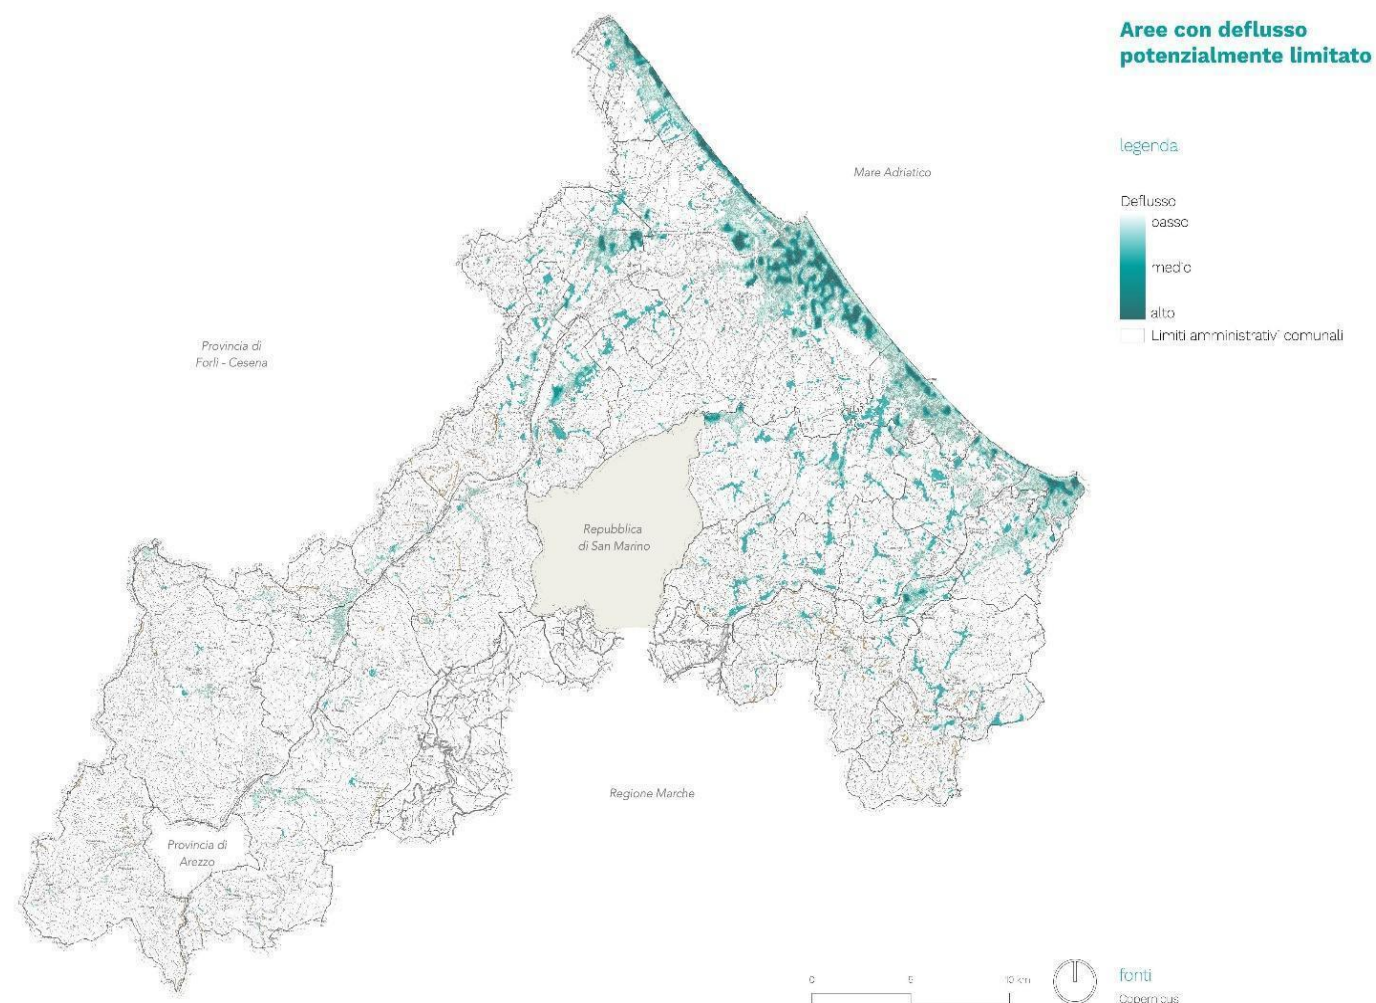 Aree con deflusso
potenzialmente limitato
legenda
Mare Adriatico
Deflusso
basso
medio
alto
Limiti amministrativi comunali
Provincia di
Forlì - Cesena
Repubblica
di San Marino
Regione Marche
Provincia di
Arezzo
0 5 10 km
fonti
Copernicus